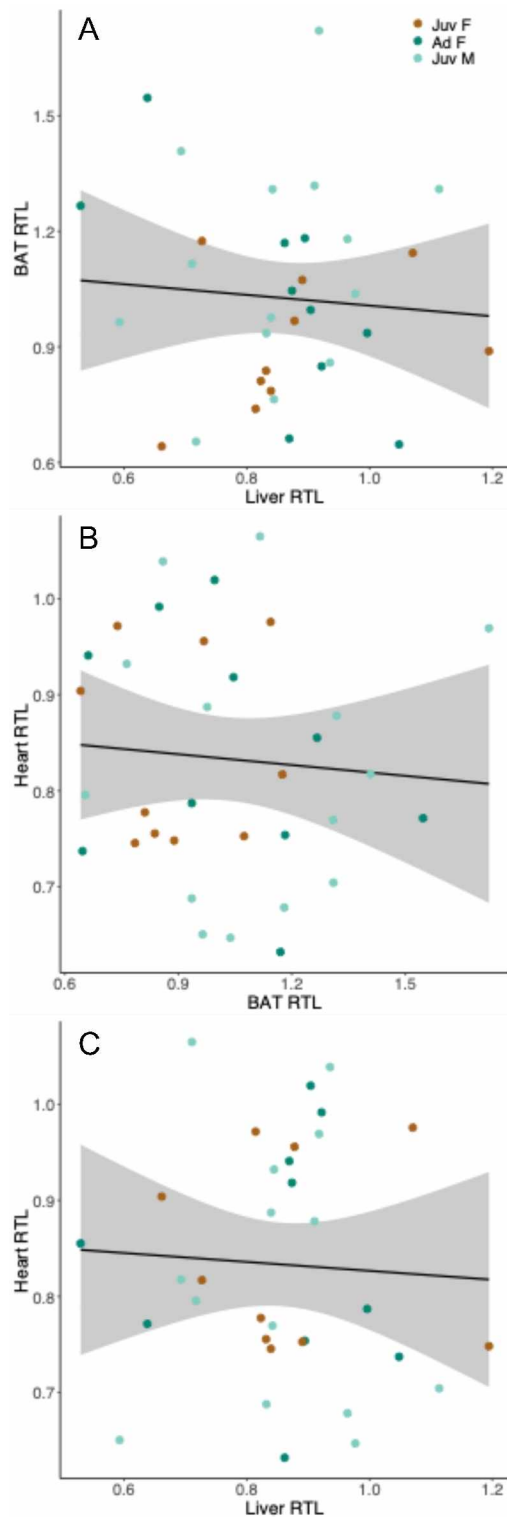 A
Juv F
Ad F
Juv M
1.5
1.2
0.9
0.6
BAT RTL
0.6 0.8 1.0 1.2
Liver RTL
B
1.0
0.9
0.8
0.7
Heart RTL
0.6 0.9 1.2 1.5
BAT RTL
C
1.0
0.9
0.8
0.7
Heart RTL
0.6 0.8 1.0 1.2
Liver RTL